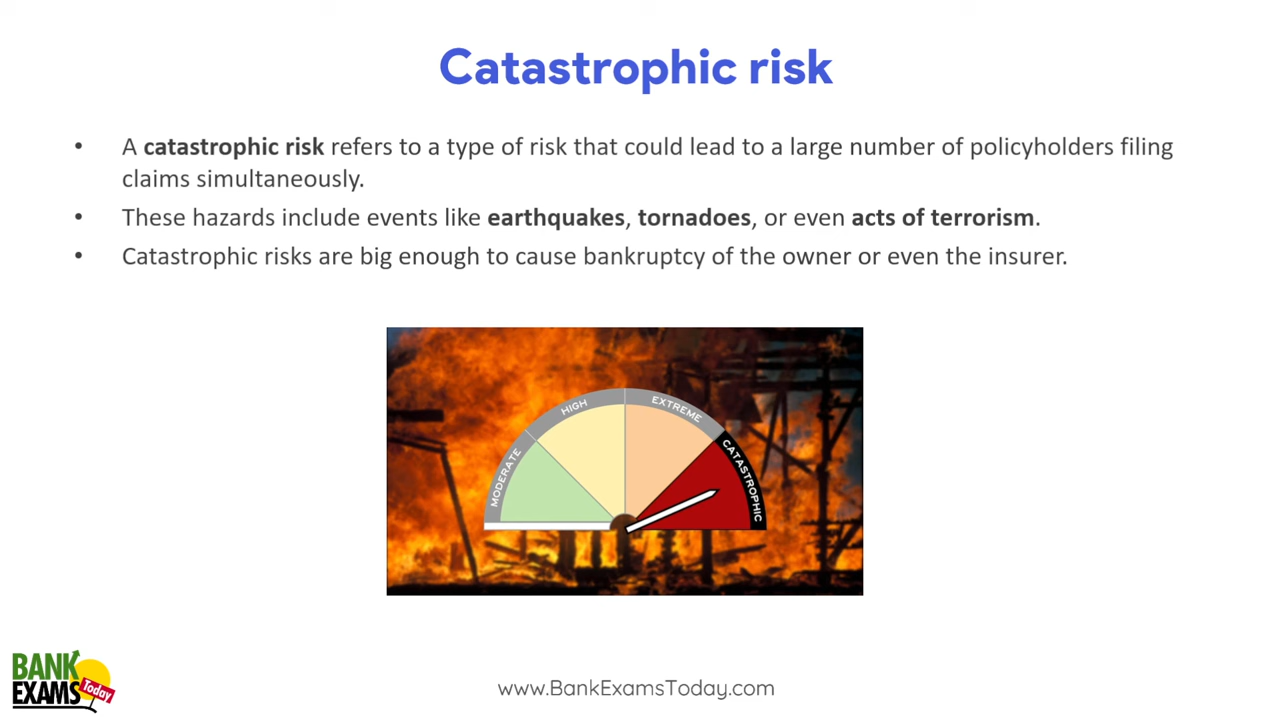 Catastrophic risk
• A catastrophic risk refers to a type of risk that could lead to a large number of policyholders filing
claims simultaneously.
• These hazards include events like earthquakes, tornadoes, or even acts of terrorism.
• Catastrophic risks are big enough to cause bankruptcy of the owner or even the insurer.
MODERATE
HIGH
EXTREME
CATASTROPHIC
BANK
EXAMS
Today
www.BankExamsToday.com